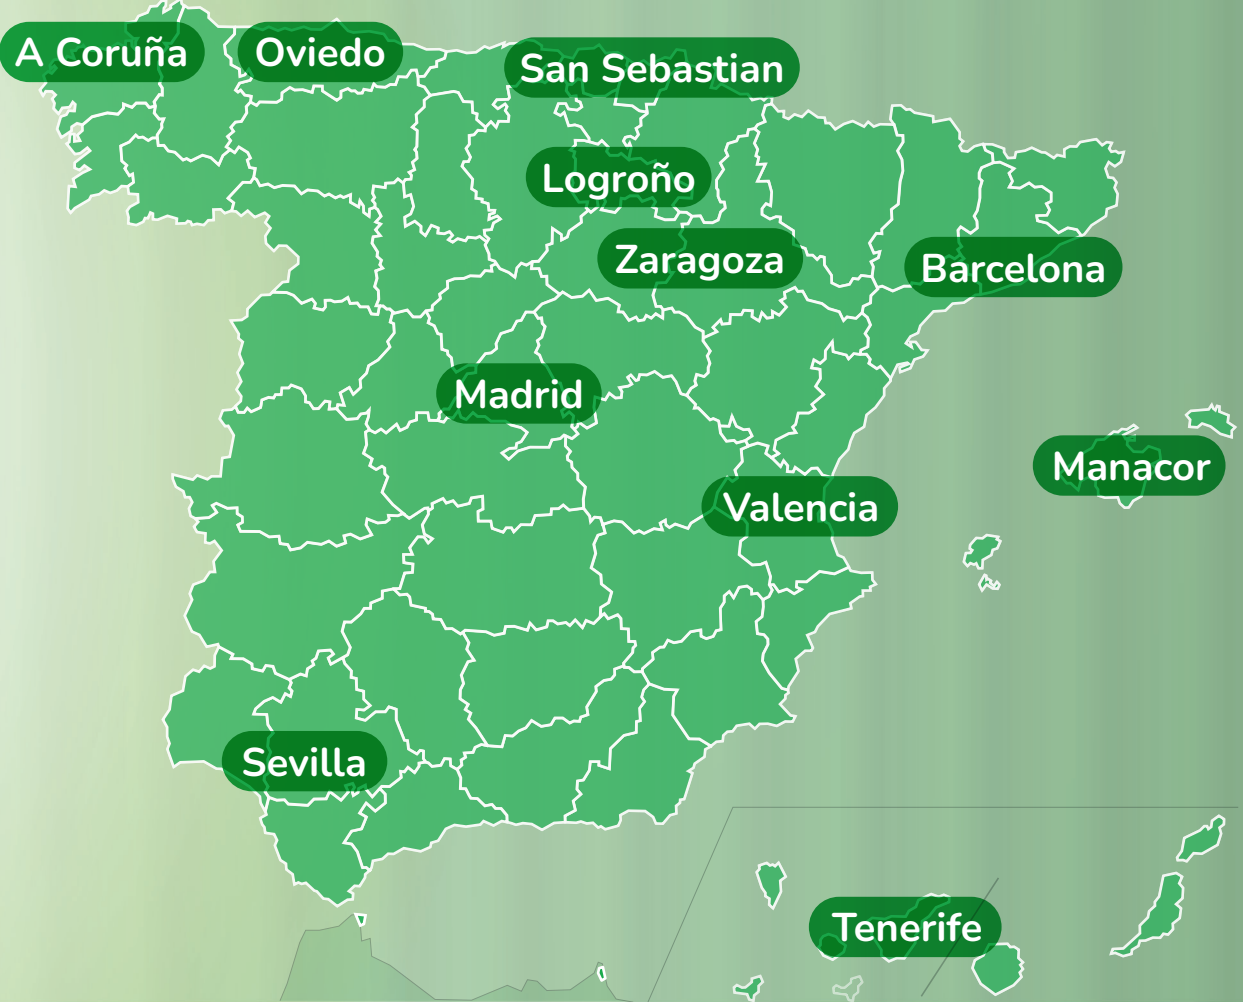 A Coruña
Oviedo
San Sebastian
Logroño
Zaragoza
Barcelona
Madrid
Manacor
Valencia
Sevilla
Tenerife